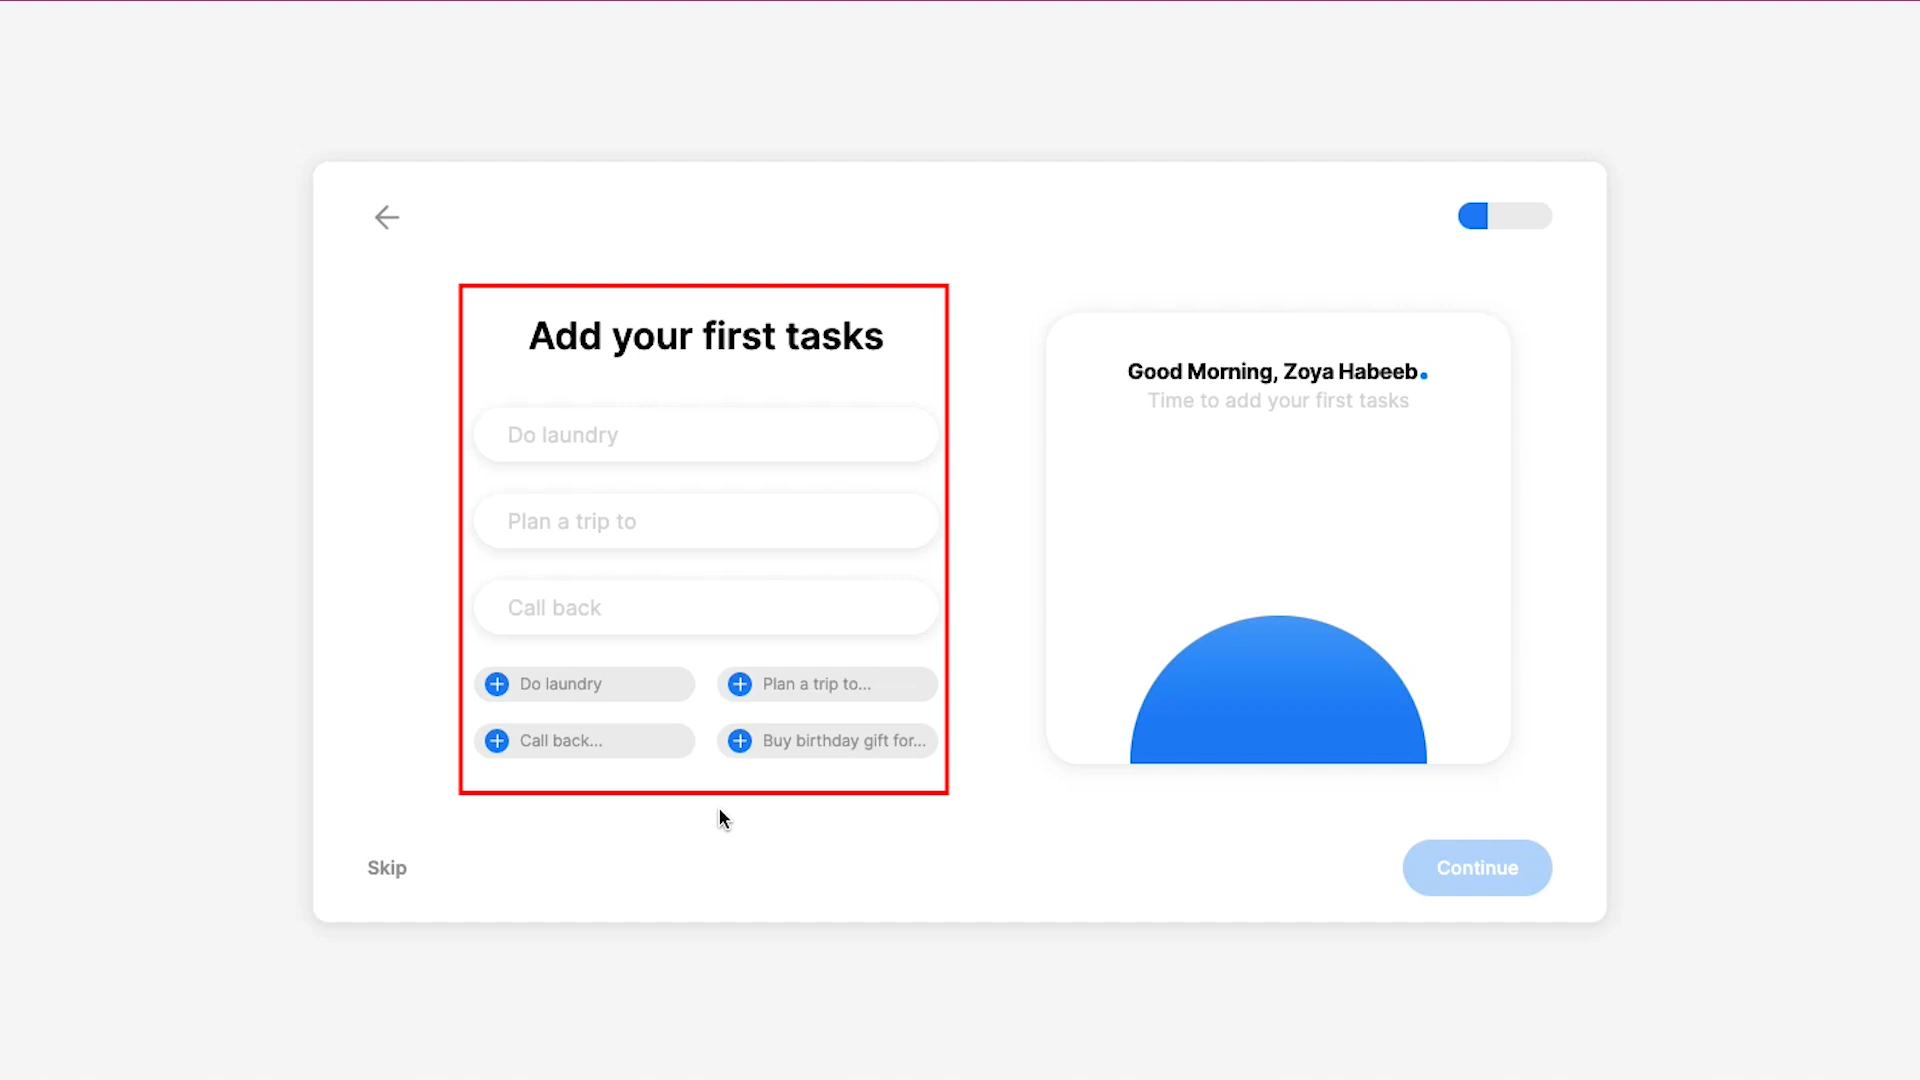 Add your first tasks
Do laundry
Plan a trip to
Call back
Do laundry
Plan a trip to...
Call back...
Buy birthday gift for...
Good Morning, Zoya Habeeb.
Time to add your first tasks
Skip
Continue